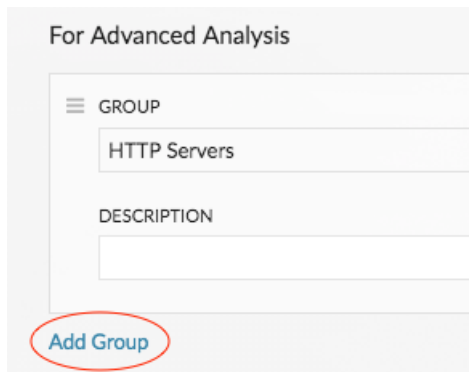 For Advanced Analysis
GROUP
HTTP Servers
DESCRIPTION
Add Group